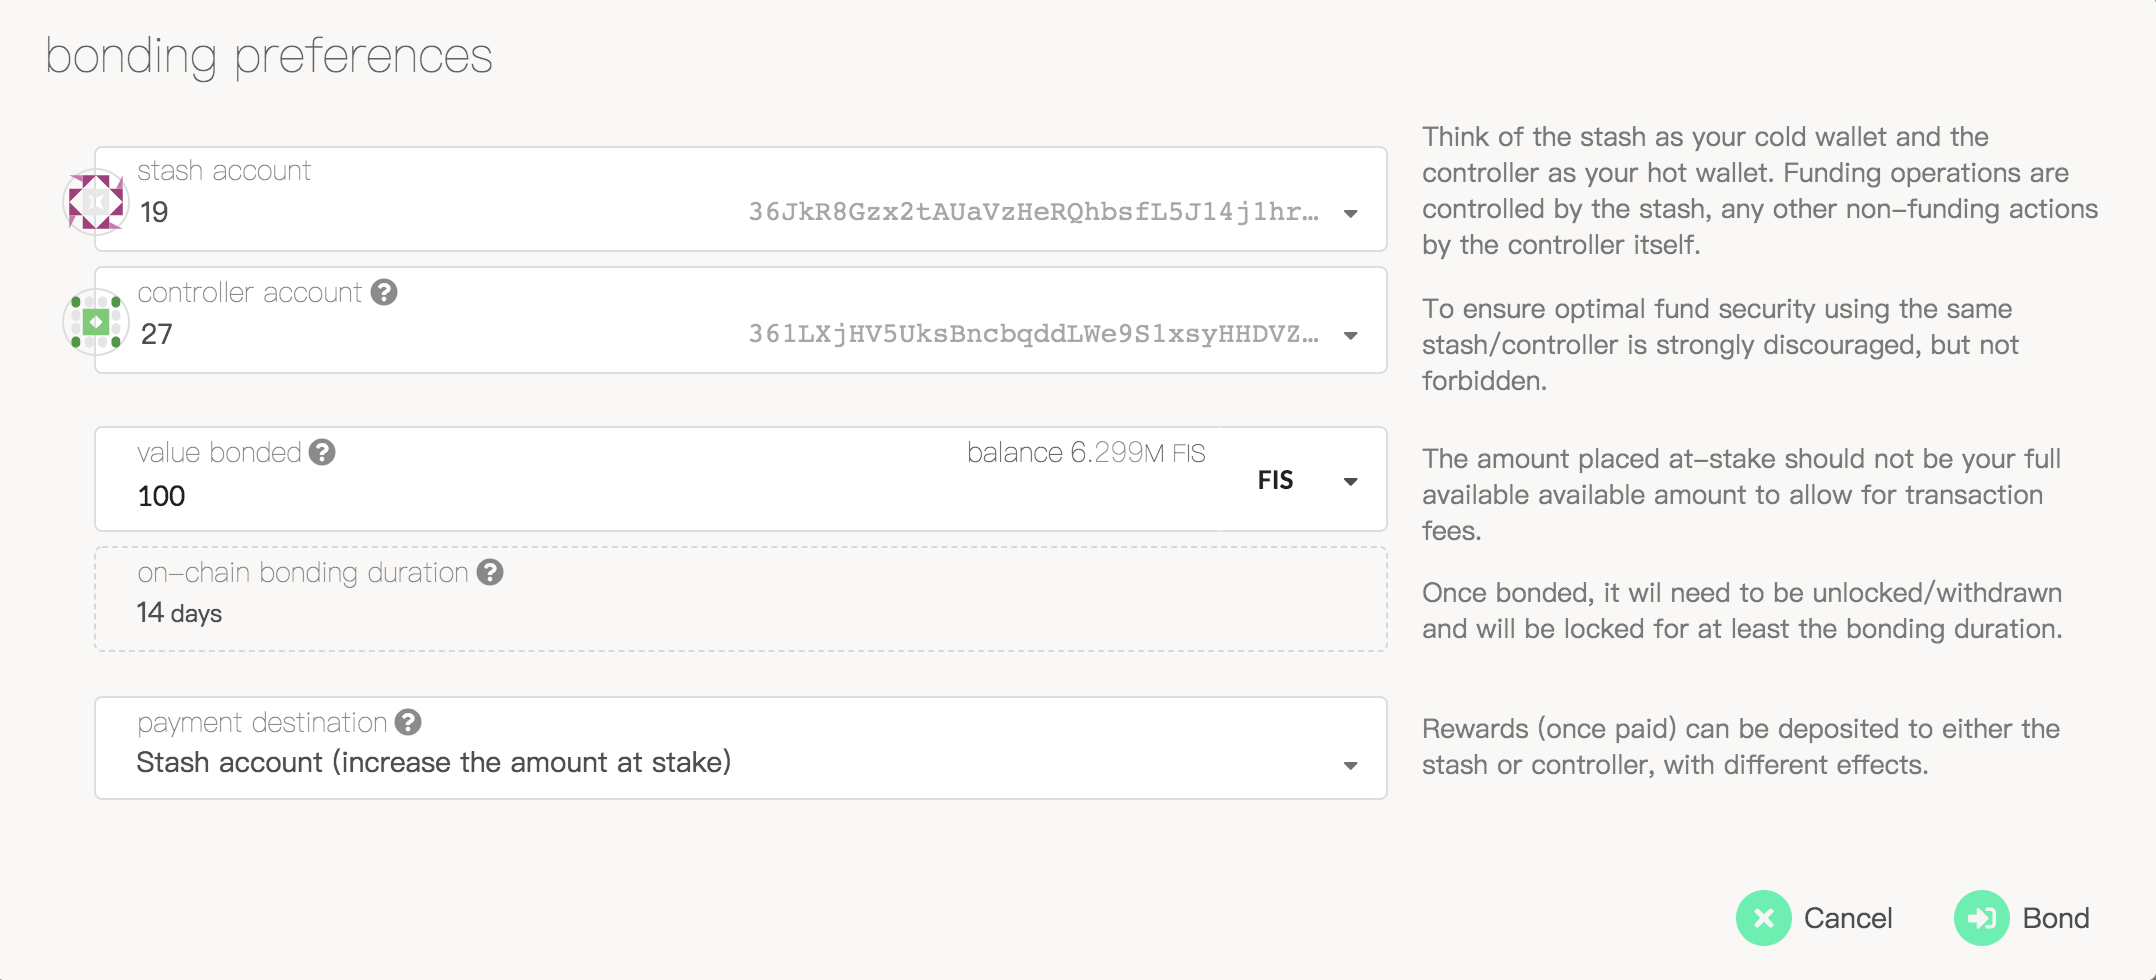 bonding preferences
stash account
19
36JkR8Gzx2tAUaVzHeRQhbsfL5J14j1hr…
Think of the stash as your cold wallet and the
controller as your hot wallet. Funding operations are
controlled by the stash, any other non-funding actions
by the controller itself.
controller account
27
361LXjHV5UksBncbqddLWe9S1xsyHHDVZ…
To ensure optimal fund security using the same
stash/controller is strongly discouraged, but not
forbidden.
value bonded
balance 6.299M FIS
100
FIS
The amount placed at-stake should not be your full
available available amount to allow for transaction
fees.
on-chain bonding duration
14 days
Once bonded, it wil need to be unlocked/withdrawn
and will be locked for at least the bonding duration.
payment destination
Stash account (increase the amount at stake)
Rewards (once paid) can be deposited to either the
stash or controller, with different effects.
Cancel
Bond